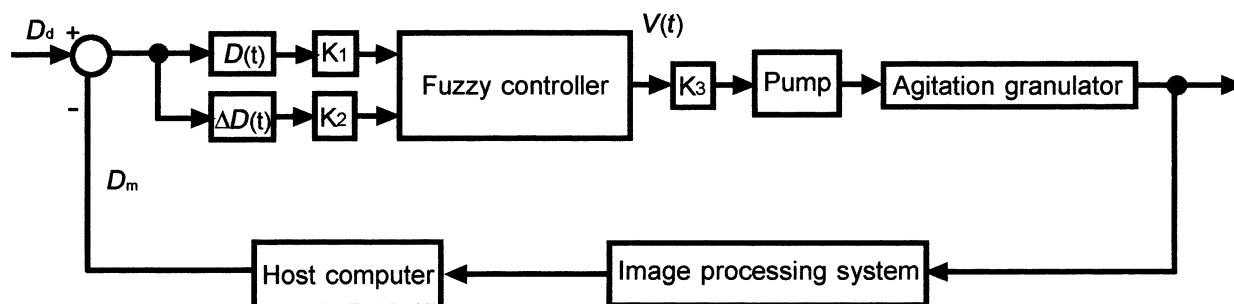 Dd +
-
D(t)
K1
ΔD(t)
K2
Fuzzy controller
V(t)
K3
Pump
Agitation granulator
Dm
Host computer
Image processing system